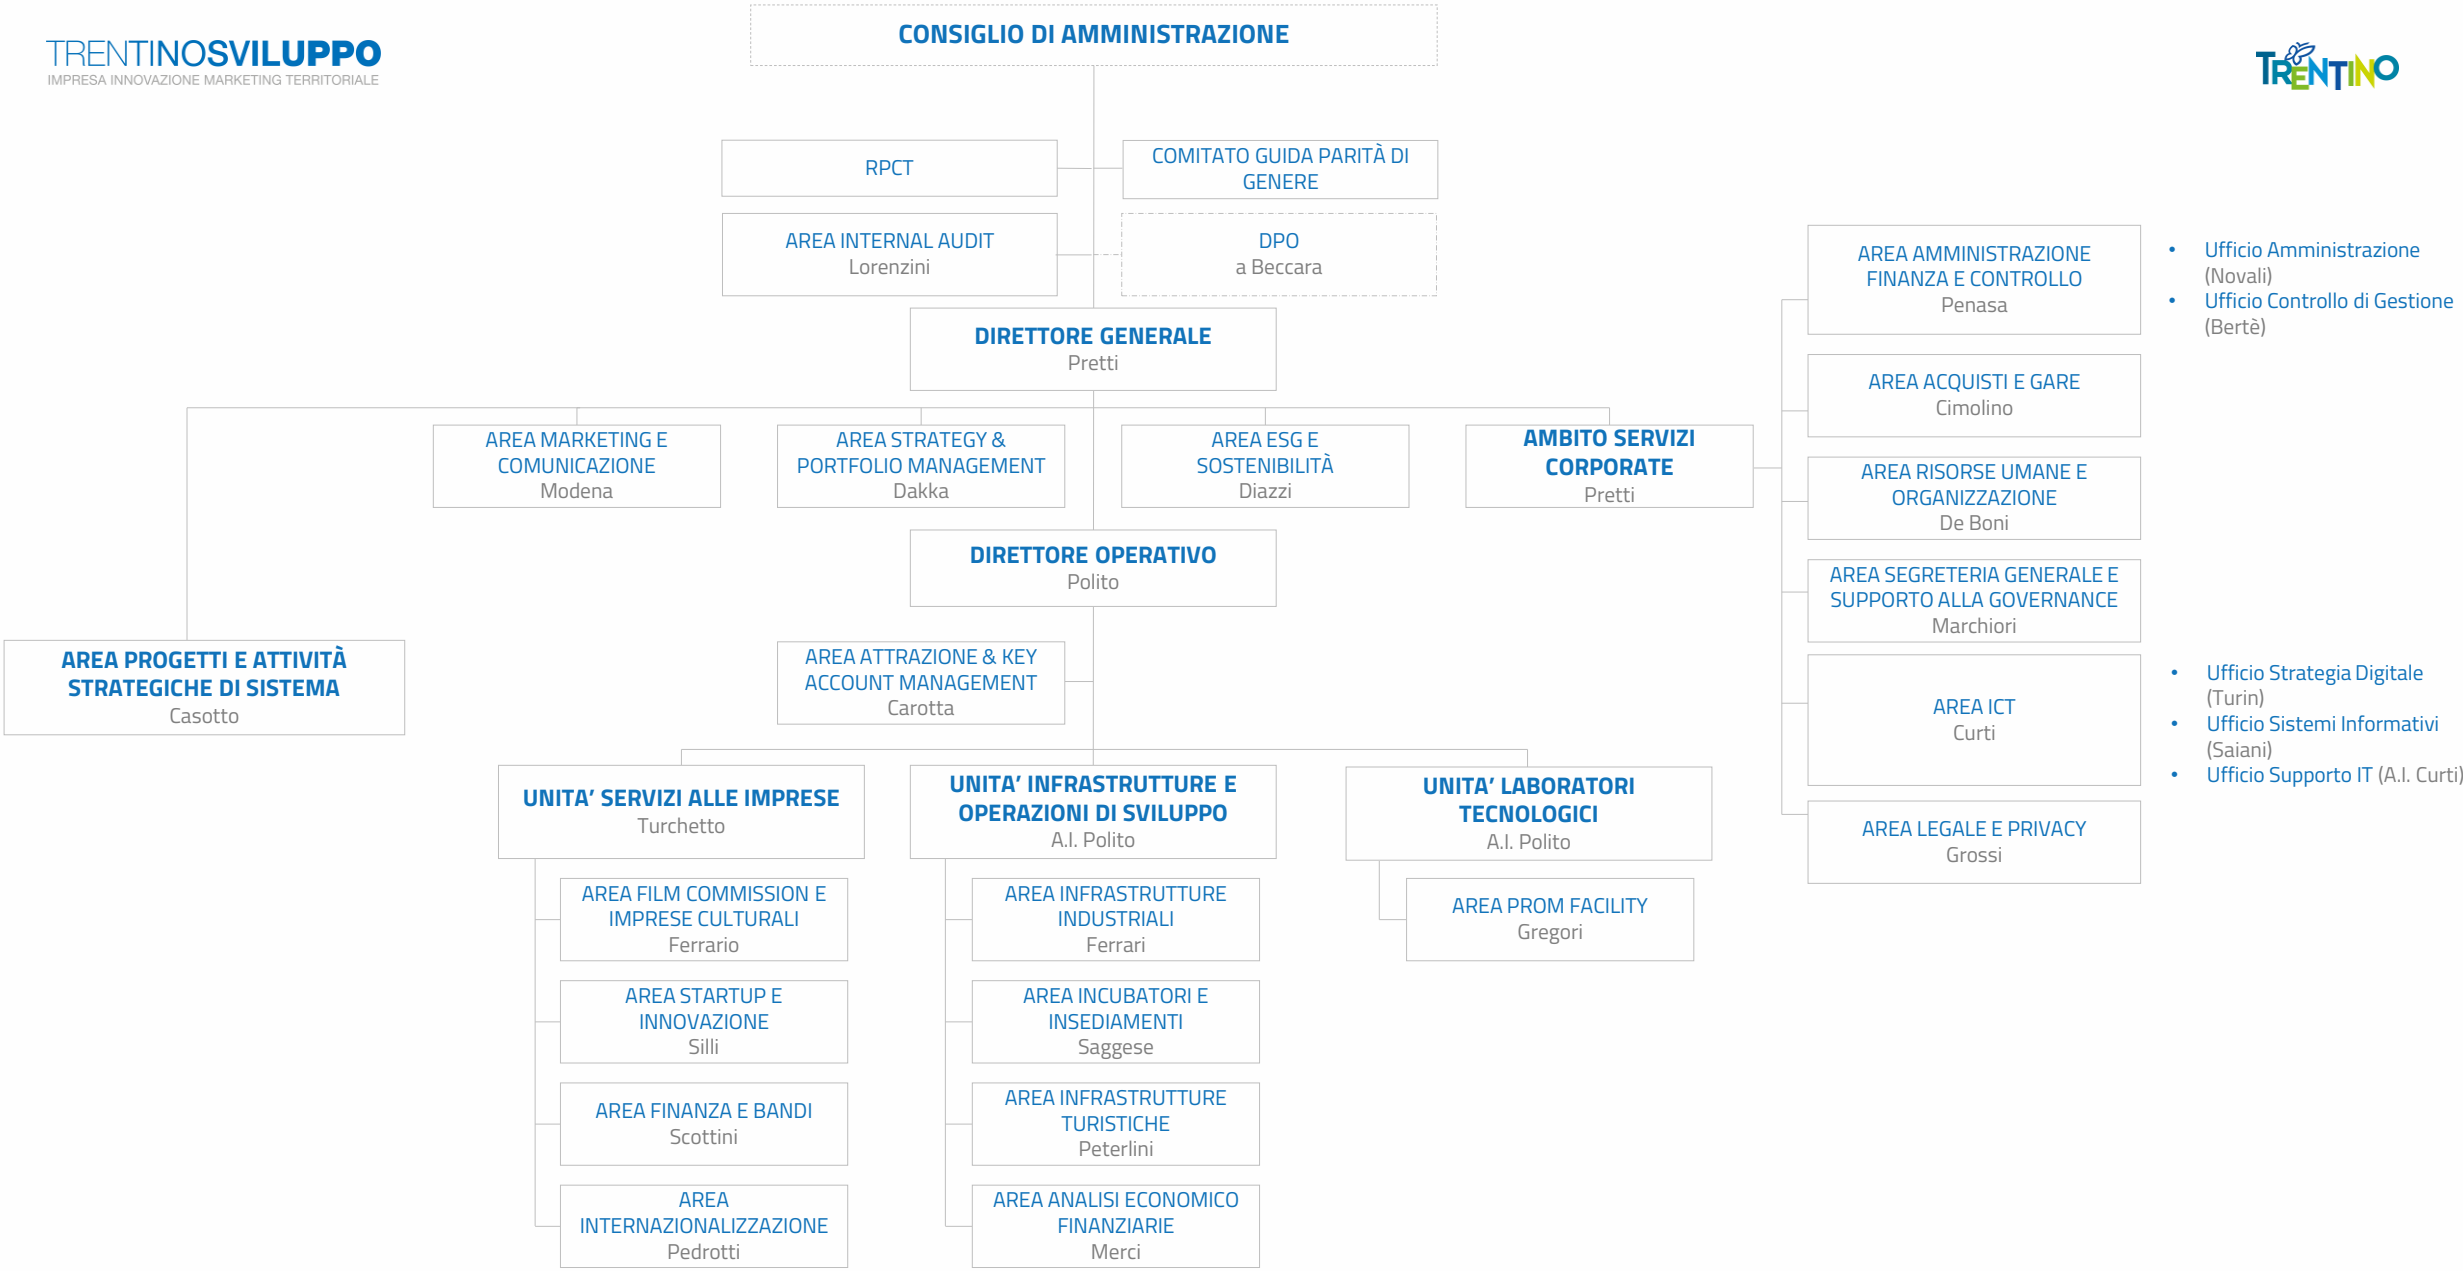 TRENTINOSVILUPPO
IMPRESA INNOVAZIONE MARKETING TERRITORIALE
CONSIGLIO DI AMMINISTRAZIONE
TRENTINO
RPCT
COMITATO GUIDA PARITÀ DI
GENERE
AREA INTERNAL AUDIT
Lorenzini
DPO
a Beccara
DIRETTORE GENERALE
Pretti
AREA MARKETING E
COMUNICAZIONE
Modena
AREA STRATEGY &
PORTFOLIO MANAGEMENT
Dakka
AREA ESG E
SOSTENIBILITÀ
Diazzi
AMBITO SERVIZI
CORPORATE
Pretti
AREA AMMINISTRAZIONE
FINANZA E CONTROLLO
Penasa
• Ufficio Amministrazione
(Novali)
• Ufficio Controllo di Gestione
(Bertè)
AREA ACQUISTI E GARE
Cimolino
AREA RISORSE UMANE E
ORGANIZZAZIONE
De Boni
AREA SEGRETERIA GENERALE E
SUPPORTO ALLA GOVERNANCE
Marchiori
AREA ICT
Curti
• Ufficio Strategia Digitale
(Turin)
• Ufficio Sistemi Informativi
(Saiani)
• Ufficio Supporto IT (A.I. Curti)
AREA LEGALE E PRIVACY
Grossi
DIRETTORE OPERATIVO
Polito
AREA PROGETTI E ATTIVITÀ
STRATEGICHE DI SISTEMA
Casotto
AREA ATTRAZIONE & KEY
ACCOUNT MANAGEMENT
Carotta
UNITA’ SERVIZI ALLE IMPRESE
Turchetto
AREA FILM COMMISSION E
IMPRESE CULTURALI
Ferrario
AREA STARTUP E
INNOVAZIONE
Silli
AREA FINANZA E BANDI
Scottini
AREA
INTERNAZIONALIZZAZIONE
Pedrotti
UNITA’ INFRASTRUTTURE E
OPERAZIONI DI SVILUPPO
A.I. Polito
AREA INFRASTRUTTURE
INDUSTRIALI
Ferrari
AREA INCUBATORI E
INSEDIAMENTI
Saggese
AREA INFRASTRUTTURE
TURISTICHE
Peterlini
AREA ANALISI ECONOMICO
FINANZIARIE
Merci
UNITA’ LABORATORI
TECNOLOGICI
A.I. Polito
AREA PROM FACILITY
Gregori